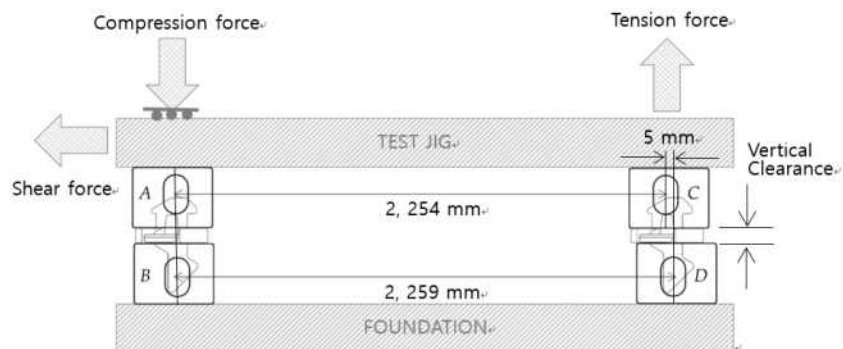 Compression force
Tension force
TEST JIG
5 mm
Vertical
Clearance
Shear force
A
C
2, 254 mm
B
D
2, 259 mm
FOUNDATION